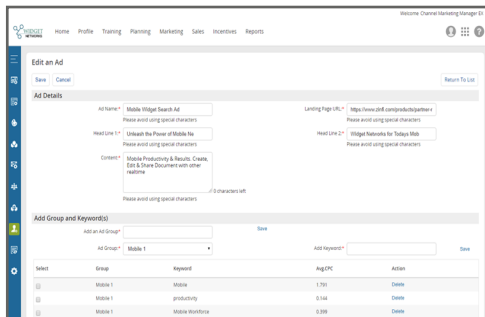 Welcome Channel Marketing Manager Eil
WIDGET NETWORKS
Home Profile Training Planning Marketing Sales Incentives Reports
Edit an Ad
Save Cancel Return To List
Ad Details
Ad Name:* Mobile Widget Search Ad Landing Page URL:* https://www.zinfi.com/products/partner-r
Please avoid using special characters Please avoid using special characters
Head Line 1:* Unleash the Power of Mobile Ne Head Line 2:* Widget Networks for Todays Mob
Please avoid using special characters Please avoid using special characters
Content:* Mobile Productivity & Results. Create,
Edit & Share Document with other
realtime
0 characters left
Please avoid using special characters
Add Group and Keyword(s)
Add an Ad Group* Save
Ad Group:* Mobile 1 Add Keyword:* Save
Select Group Keyword Avg.CPC Action
Mobile 1 Mobile 1.791 Delete
Mobile 1 productivity 0.144 Delete
Mobile 1 Mobile Workforce 0.399 Delete